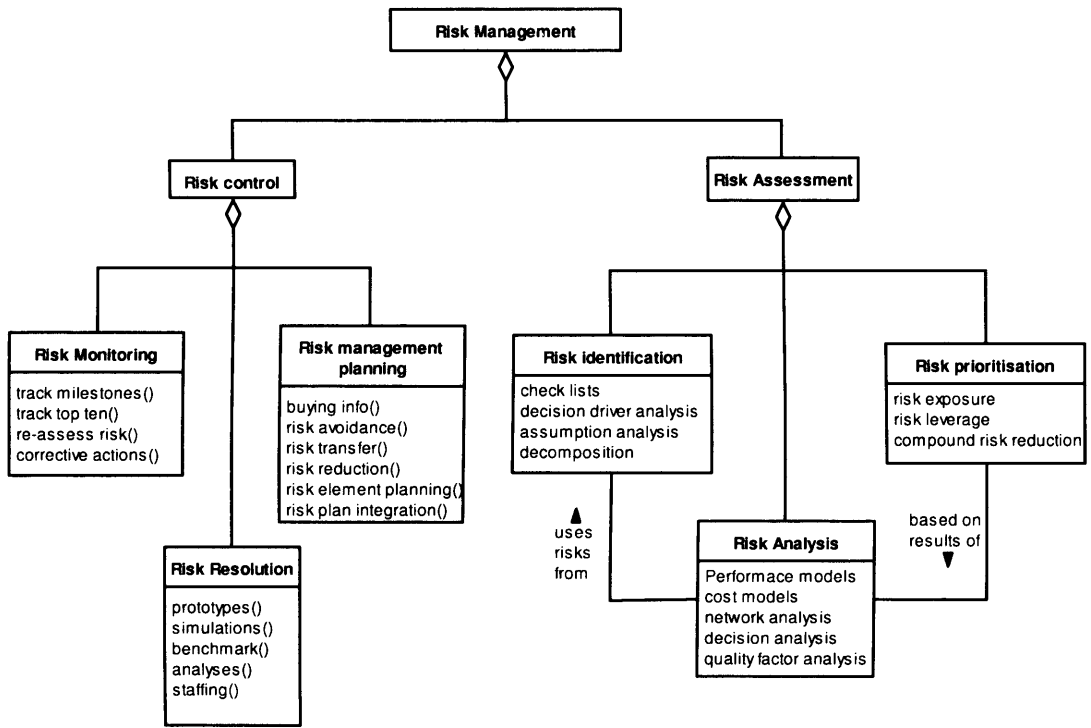 Risk Management
Risk control
Risk Assessment
Risk Monitoring
track milestones()
track top ten()
re-assess risk()
corrective actions()
Risk management
planning
buying info()
risk avoidance()
risk transfer()
risk reduction()
risk element planning()
risk plan integration()
Risk Resolution
prototypes()
simulations()
benchmark()
analyses()
staffing()
Risk identification
check lists
decision driver analysis
assumption analysis
decomposition
Risk prioritisation
risk exposure
risk leverage
compound risk reduction
uses
risks
from
Risk Analysis
Performace models
cost models
network analysis
decision analysis
quality factor analysis
based on
results of